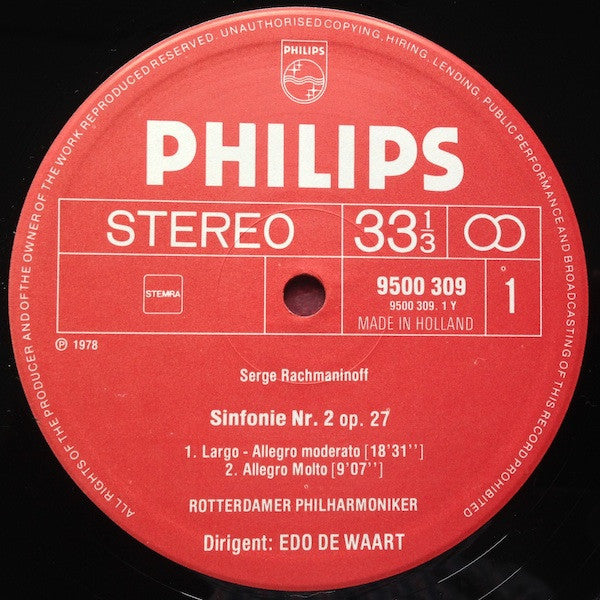 ALL RIGHTS OF THE PRODUCER AND OF THE OWNER OF THE WORK REPRODUCED RESERVED. UNAUTHORISED COPYING, HIRING, LENDING, PUBLIC PERFORMANCE AND BROADCASTING OF THIS RECORD PROHIBITED
PHILIPS
PHILIPS
STEREO 33 1/3
STEMRA
9500 309
9500 309. 1 Y
MADE IN HOLLAND
1
℗ 1978
Serge Rachmaninoff
Sinfonie Nr. 2 op. 27
1. Largo - Allegro moderato [18'31'']
2. Allegro Molto [9'07'']
ROTTERDAMER PHILHARMONIKER
Dirigent: EDO DE WAART